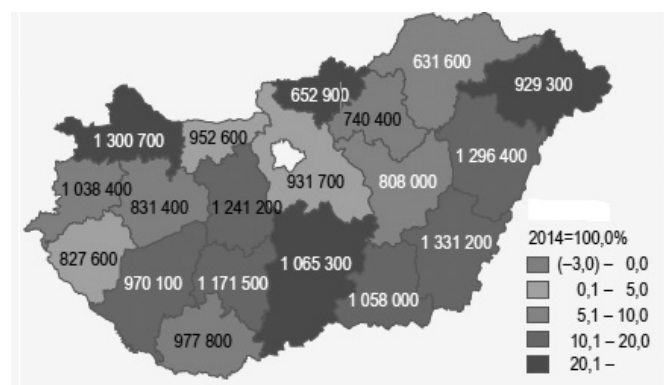 631 600
929 300
652 900
740 400
1 300 700
952 600
1 296 400
931 700
808 000
1 038 400
831 400
1 241 200
1 331 200
827 600
970 100
1 171 500
1 065 300
1 058 000
977 800
2014=100,0%
(–3,0) – 0,0
0,1 – 5,0
5,1 – 10,0
10,1 – 20,0
20,1 –